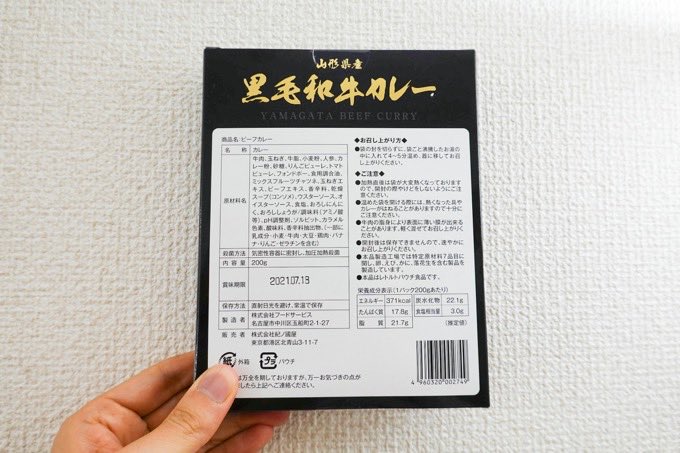 山形県産
黒毛和牛カレー
YAMAGATA BEEF CURRY
商品名:ビーフカレー
名称 カレー
原材料名
牛肉、玉ねぎ、牛脂、小麦粉、人参、カ
レー粉、砂糖、りんごピューレ、トマトピ
ューレ、フォンドボー、食用調合油、
ミックスフルーツチャツネ、玉ねぎエ
キス、ビーフエキス、香辛料、乾燥
スープ(コンソメ)、ウスターソース、オ
イスターソース、食塩、おろしにんに
く、おろししょうが/調味料(アミノ酸
等)、pH調整剤、ソルビット、カラメル
色素、酸味料、香辛料抽出物、(一部に
乳成分・小麦・牛肉・大豆・鶏肉・バナ
ナ・りんご・ゼラチンを含む)
殺菌方法 気密性容器に密封し、加圧加熱殺菌
内容量 200g
賞味期限 2021.07.13
保存方法 直射日光を避け、常温で保存
製造者 株式会社フードサービス
名古屋市中川区玉船町2-1-27
販売者 株式会社紀ノ國屋
東京都港区北青山3-11-7
紙 外箱 プラ パウチ
は万全を期しておりますが、万一お気づきの点が
したら上記へご連絡ください。
◆お召し上がり方◆
●袋の封を切らずに、袋ごと沸騰したお湯の
中に入れて4~5分温め、器に移してお召
し上がりください。
◆ご注意◆
●加熱直後は袋が大変熱くなっております
ので、開封の際やけどをしないようにご注
意ください。
●温めた袋を開ける際には、熱くなった具や
カレーがはねることがありますので十分に
ご注意ください。
●牛肉の脂身により表面に薄い膜が出来る
ことがあります。軽く混ぜてお召し上がりく
ださい。
●開封後は保存できませんので、速やかに
お召し上がりください。
●本品製造工場では特定原材料7品目に
関し、卵、えび、かに、落花生を含む製品を
製造しています。
●本品はレトルトパウチ食品です。
栄養成分表示(1パック200gあたり)
エネルギー 371kcal 炭水化物 22.1g
たんぱく質 17.8g 食塩相当量 3.0g
脂質 21.7g (推定値)
4 960320 002749